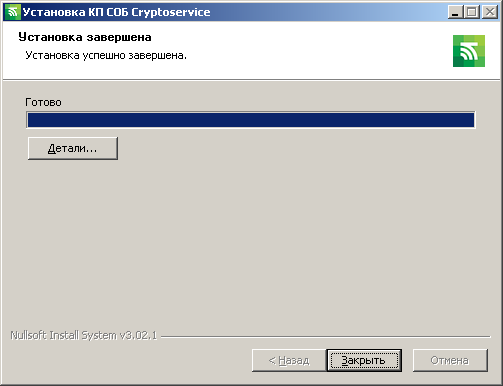 Установка КП СОБ Cryptoservice
Установка завершена
Установка успешно завершена.
Готово
Детали...
Nullsoft Install System v3.02.1
< Назад
Закрыть
Отмена